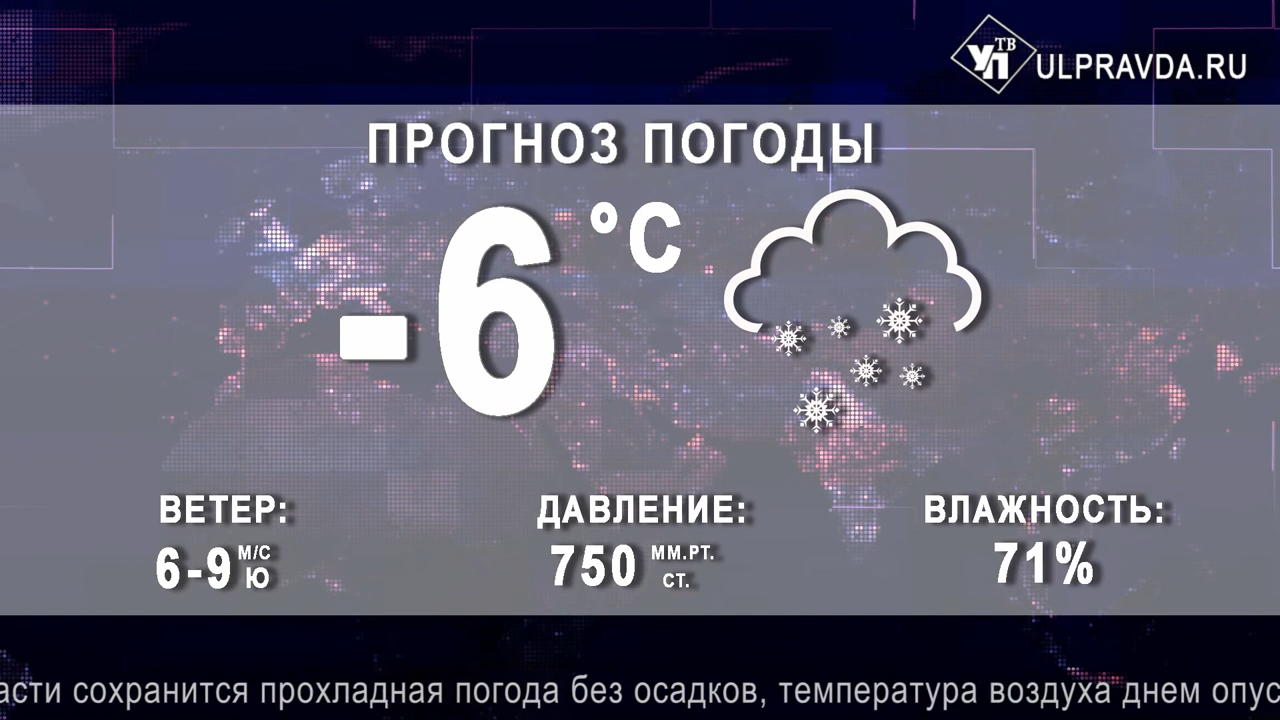 ТВ
УП ULPRAVDA.RU
ПРОГНОЗ ПОГОДЫ
-6 °C
ВЕТЕР:
6-9 М/С
Ю
ДАВЛЕНИЕ:
750 ММ.РТ.
СТ.
ВЛАЖНОСТЬ:
71%
асти сохранится прохладная погода без осадков, температура воздуха днем опус